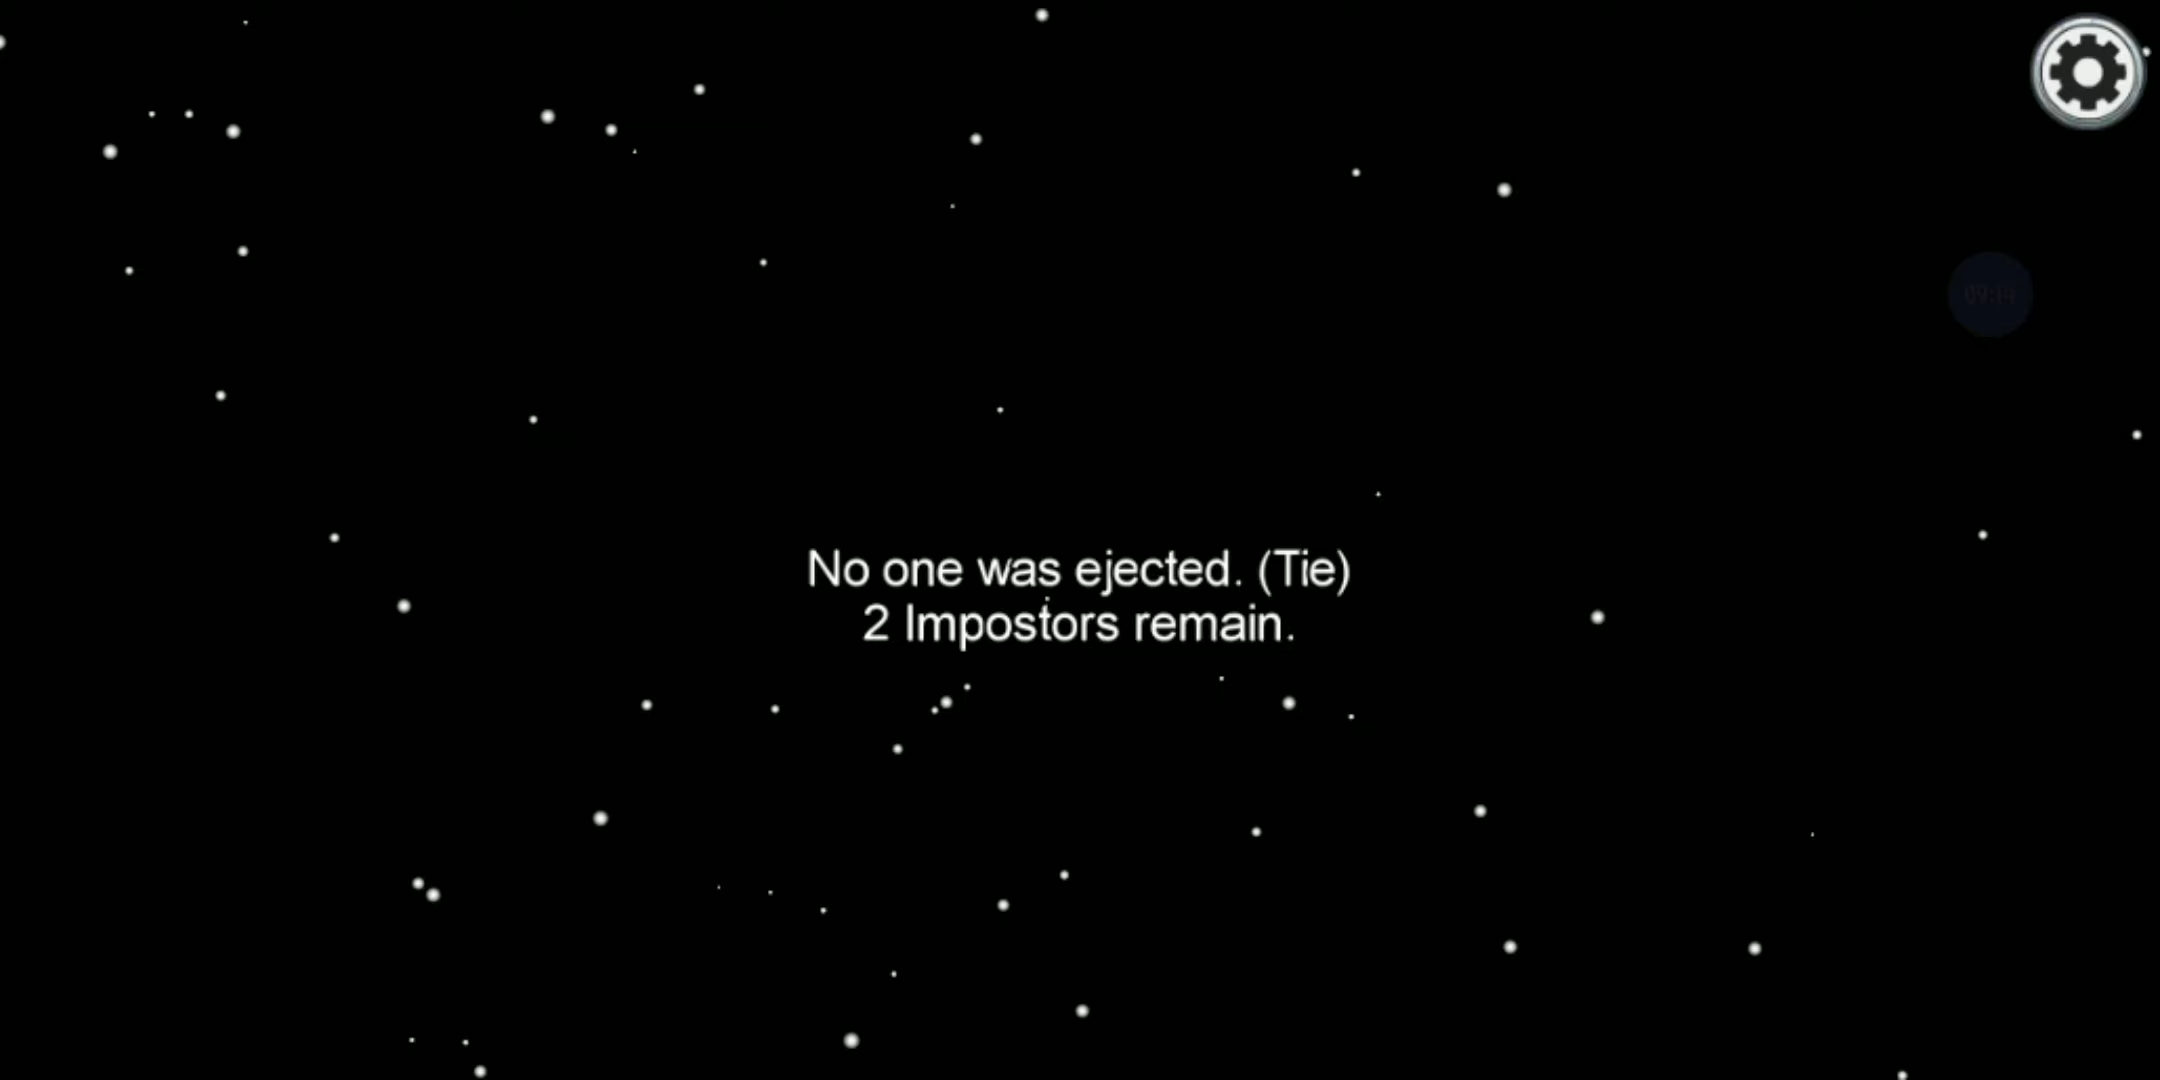 No one was ejected. (Tie)
2 Impostors remain.